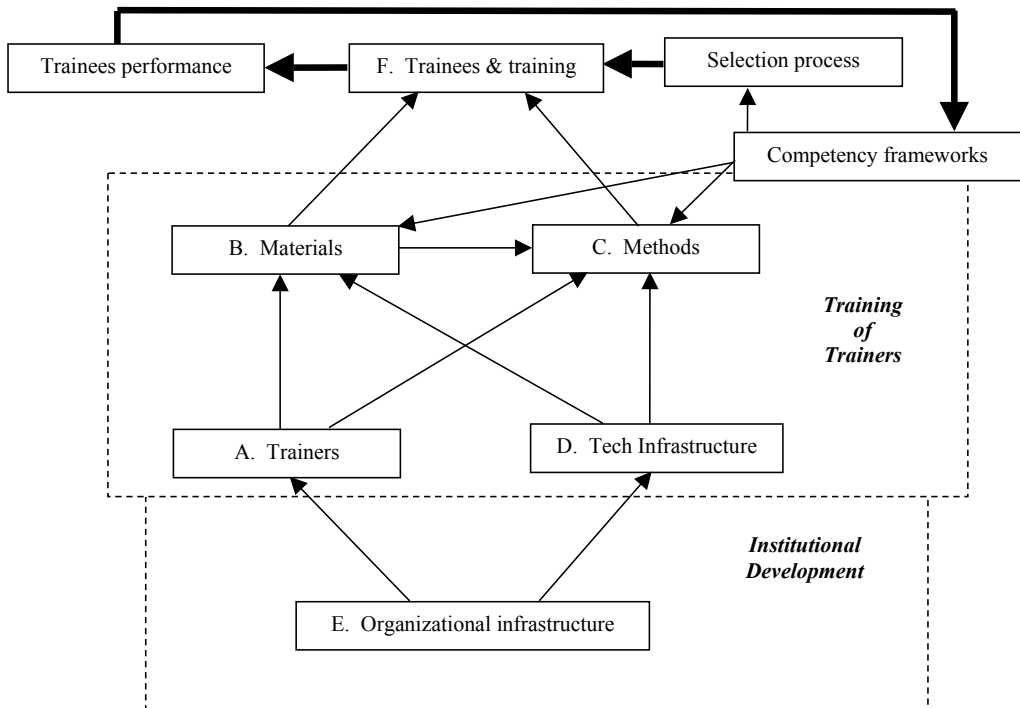 Trainees performance
F. Trainees & training
Selection process
Competency frameworks
B. Materials
C. Methods
Training
of
Trainers
A. Trainers
D. Tech Infrastructure
Institutional
Development
E. Organizational infrastructure